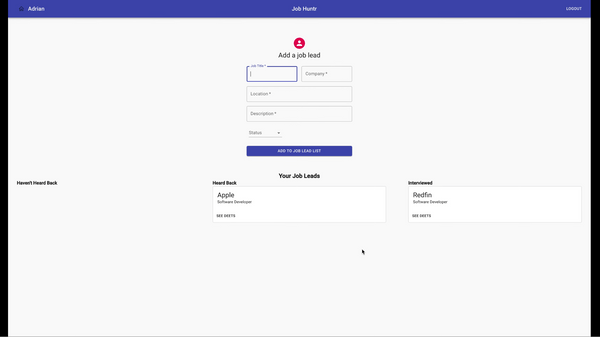 Adrian
Job Huntr
LOGOUT
Add a job lead
Job Title *
Company *
Location *
Description *
Status
ADD TO JOB LEAD LIST
Your Job Leads
Haven't Heard Back
Heard Back
Interviewed
Apple
Software Developer
SEE DEETS
Redfin
Software Developer
SEE DEETS